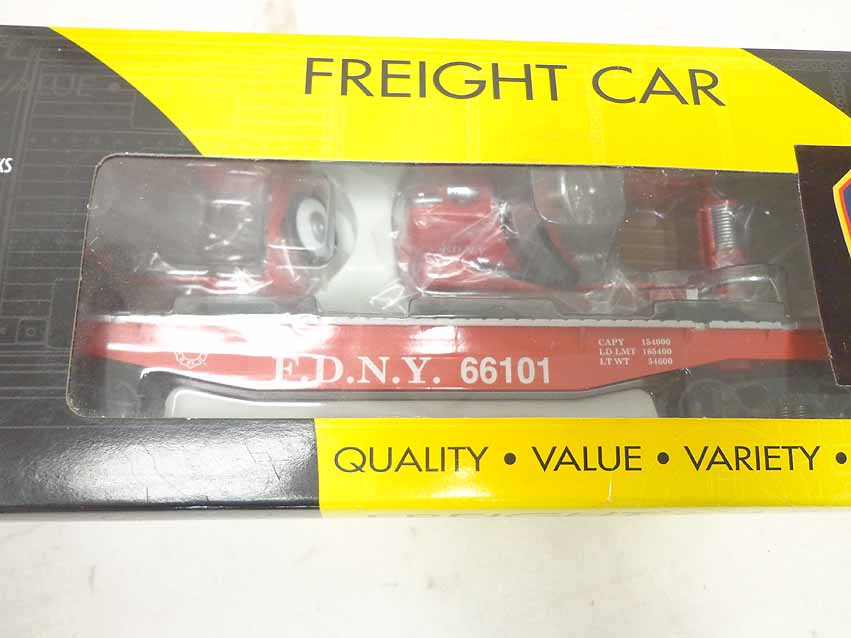 FREIGHT CAR
F.D.N.Y. 66101
CAPY 154000
LD LMT 165400
LT WT 54600
QUALITY • VALUE • VARIETY •